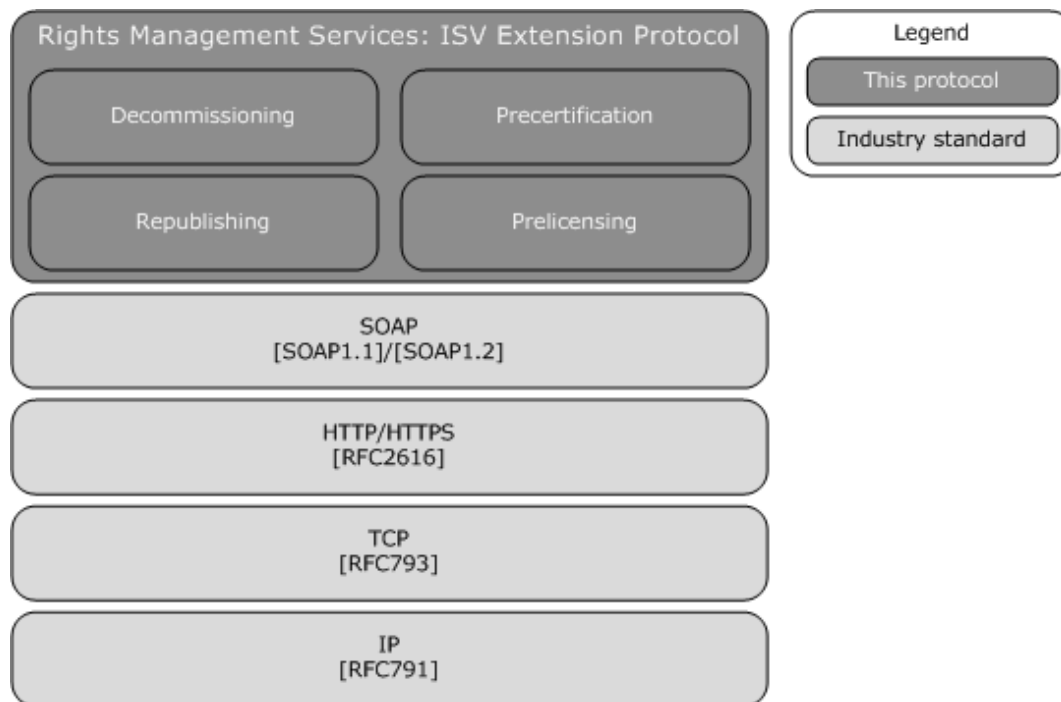 Rights Management Services: ISV Extension Protocol
Decommissioning
Precertification
Republishing
Prelicensing
SOAP
[SOAP1.1]/[SOAP1.2]
HTTP/HTTPS
[RFC2616]
TCP
[RFC793]
IP
[RFC791]
Legend
This protocol
Industry standard